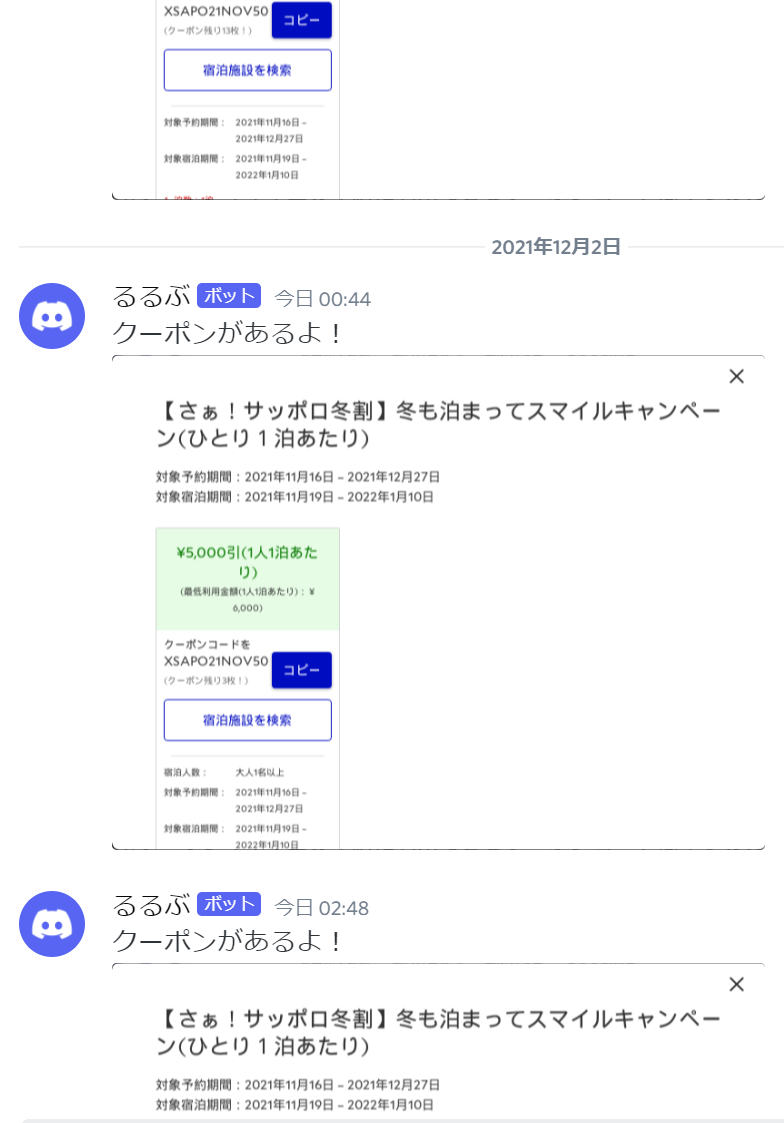 XSAPO21NOV50 コピー
(クーポン残り13枚！)
宿泊施設を検索
対象予約期間： 2021年11月16日 –
2021年12月27日
対象宿泊期間： 2021年11月19日 –
2022年1月10日
2021年12月2日
るるぶ ボット 今日 00:44
クーポンがあるよ！
×
【さぁ！サッポロ冬割】冬も泊まってスマイルキャンペー
ン(ひとり１泊あたり)
対象予約期間：2021年11月16日 – 2021年12月27日
対象宿泊期間：2021年11月19日 – 2022年1月10日
¥5,000引(1人1泊あた
り)
(最低利用金額(1人1泊あたり)：¥
6,000)
クーポンコードを
XSAPO21NOV50 コピー
(クーポン残り3枚！)
宿泊施設を検索
宿泊人数： 大人1名以上
対象予約期間： 2021年11月16日 –
2021年12月27日
対象宿泊期間： 2021年11月19日 –
2022年1月10日
るるぶ ボット 今日 02:48
クーポンがあるよ！
×
【さぁ！サッポロ冬割】冬も泊まってスマイルキャンペー
ン(ひとり１泊あたり)
対象予約期間：2021年11月16日 – 2021年12月27日
対象宿泊期間：2021年11月19日 – 2022年1月10日